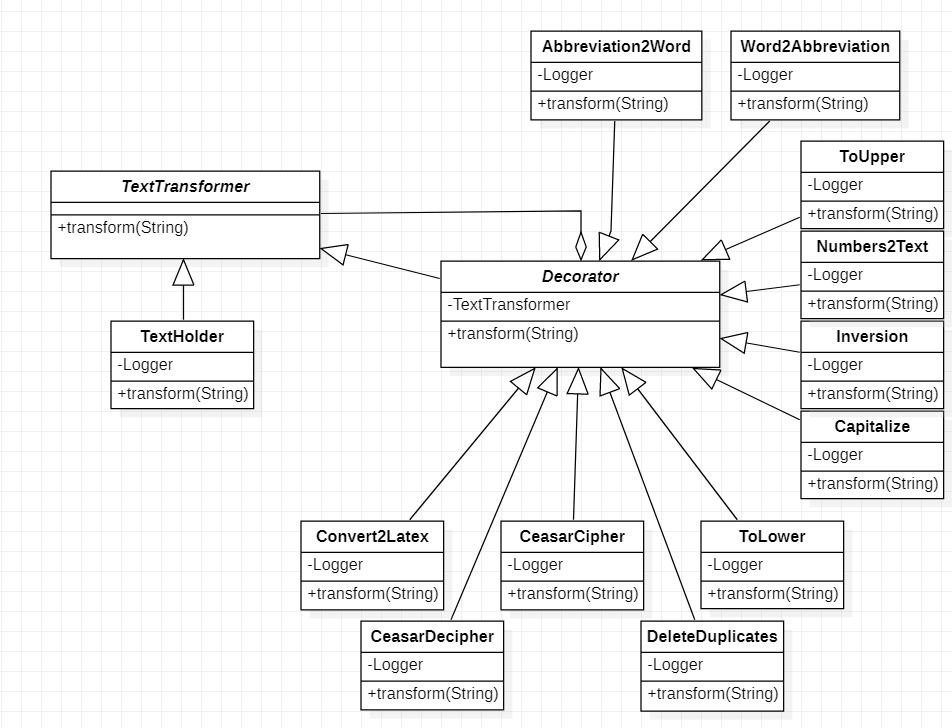 Abbreviation2Word
-Logger
+transform(String)
Word2Abbreviation
-Logger
+transform(String)
ToUpper
-Logger
+transform(String)
TextTransformer
+transform(String)
Numbers2Text
-Logger
+transform(String)
Decorator
-TextTransformer
+transform(String)
TextHolder
-Logger
+transform(String)
Inversion
-Logger
+transform(String)
Capitalize
-Logger
+transform(String)
Convert2Latex
-Logger
+transform(String)
CeasarCipher
-Logger
+transform(String)
ToLower
-Logger
+transform(String)
CeasarDecipher
-Logger
+transform(String)
DeleteDuplicates
-Logger
+transform(String)